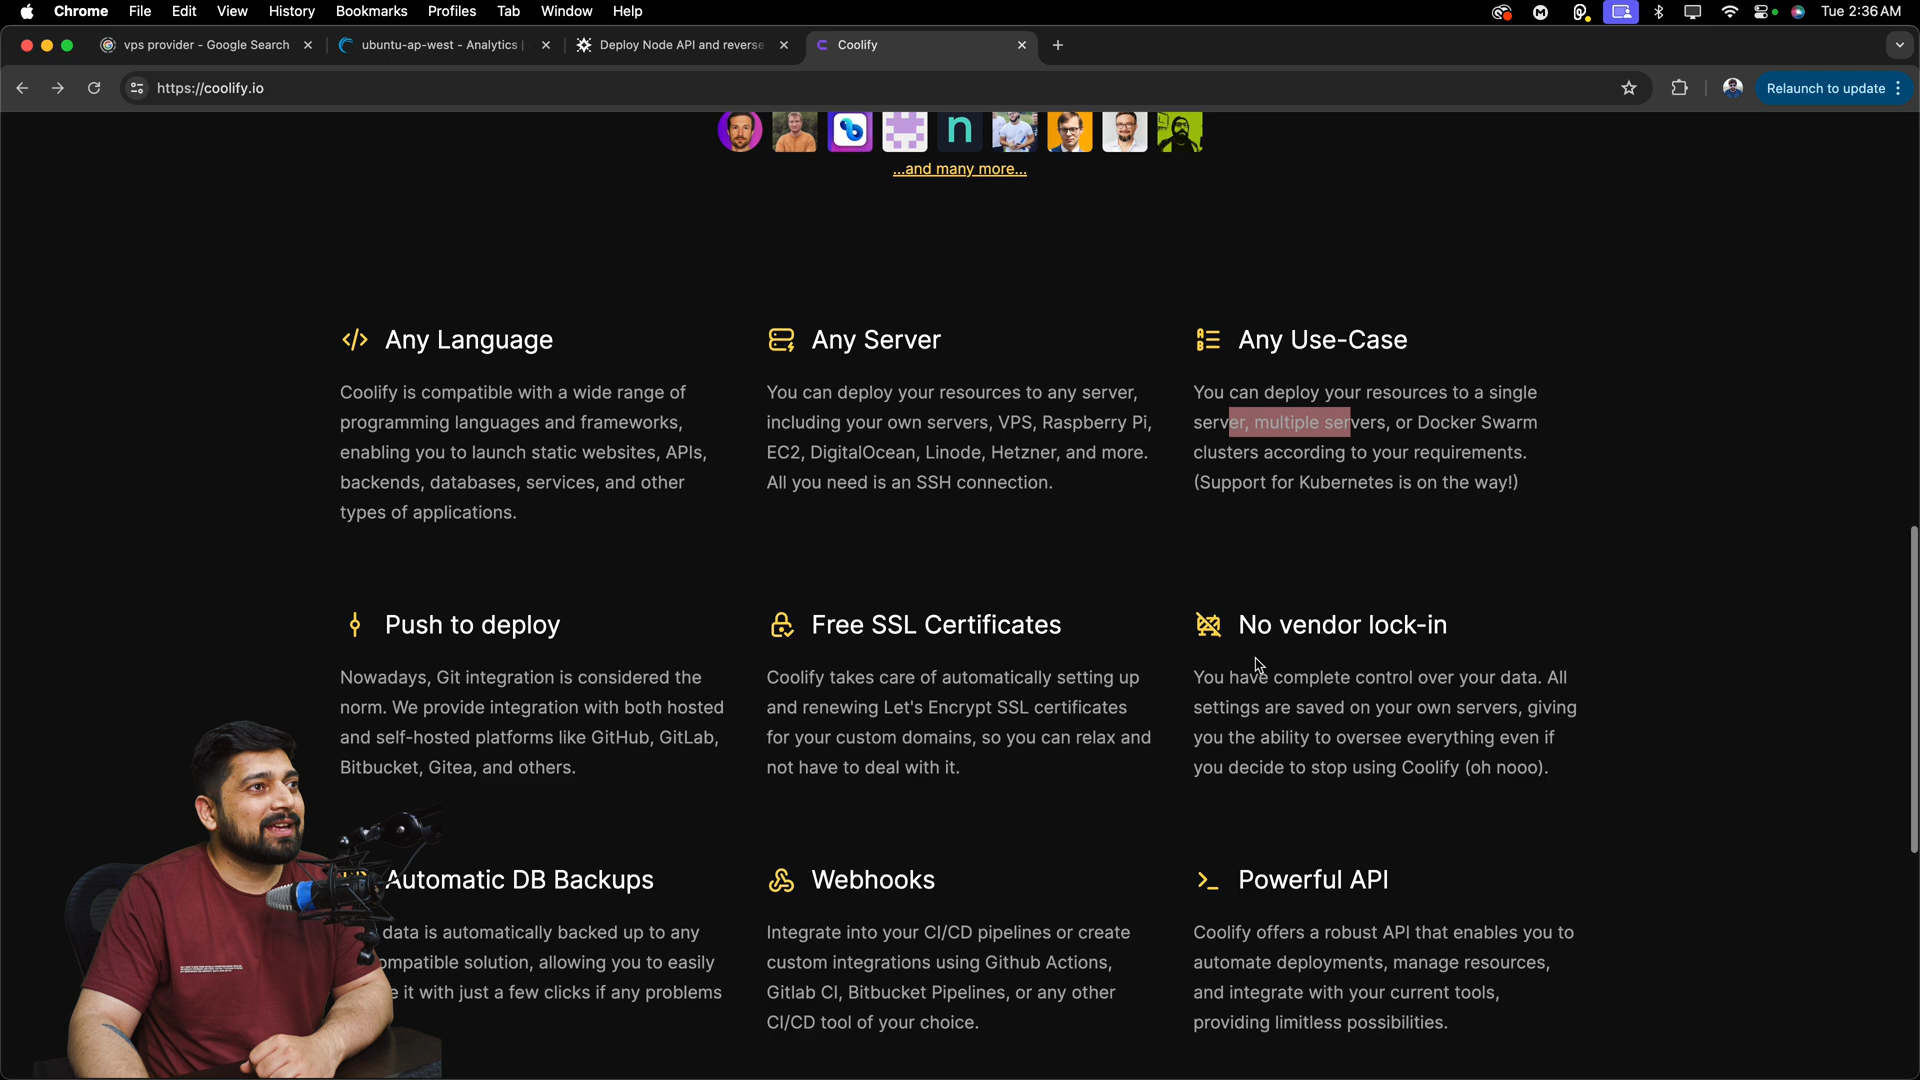 Chrome File Edit View History Bookmarks Profiles Tab Window Help
Tue 2:36 AM
vps provider - Google Search
ubuntu-ap-west - Analytics
Deploy Node API and reverse
Coolify
https://coolify.io
Relaunch to update
...and many more...
Any Language
Coolify is compatible with a wide range of
programming languages and frameworks,
enabling you to launch static websites, APIs,
backends, databases, services, and other
types of applications.
Any Server
You can deploy your resources to any server,
including your own servers, VPS, Raspberry Pi,
EC2, DigitalOcean, Linode, Hetzner, and more.
All you need is an SSH connection.
Any Use-Case
You can deploy your resources to a single
server, multiple servers, or Docker Swarm
clusters according to your requirements.
(Support for Kubernetes is on the way!)
Push to deploy
Nowadays, Git integration is considered the
norm. We provide integration with both hosted
and self-hosted platforms like GitHub, GitLab,
Bitbucket, Gitea, and others.
Free SSL Certificates
Coolify takes care of automatically setting up
and renewing Let's Encrypt SSL certificates
for your custom domains, so you can relax and
not have to deal with it.
No vendor lock-in
You have complete control over your data. All
settings are saved on your own servers, giving
you the ability to oversee everything even if
you decide to stop using Coolify (oh nooo).
Automatic DB Backups
data is automatically backed up to any
ompatible solution, allowing you to easily
e it with just a few clicks if any problems
Webhooks
Integrate into your CI/CD pipelines or create
custom integrations using Github Actions,
Gitlab CI, Bitbucket Pipelines, or any other
CI/CD tool of your choice.
Powerful API
Coolify offers a robust API that enables you to
automate deployments, manage resources,
and integrate with your current tools,
providing limitless possibilities.